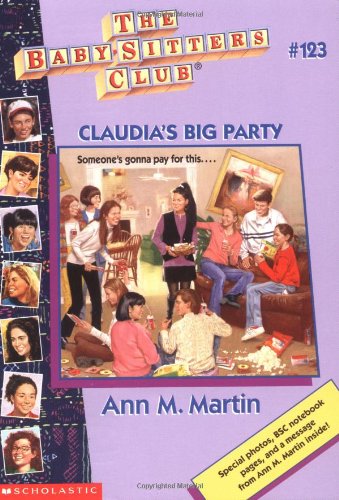 THE
BABY-SITTERS
CLUB®
#123
CLAUDIA'S BIG PARTY
Someone's gonna pay for this....
Ann M. Martin
Special photos, BSC notebook
pages, and a message
from Ann M. Martin inside!
SCHOLASTIC